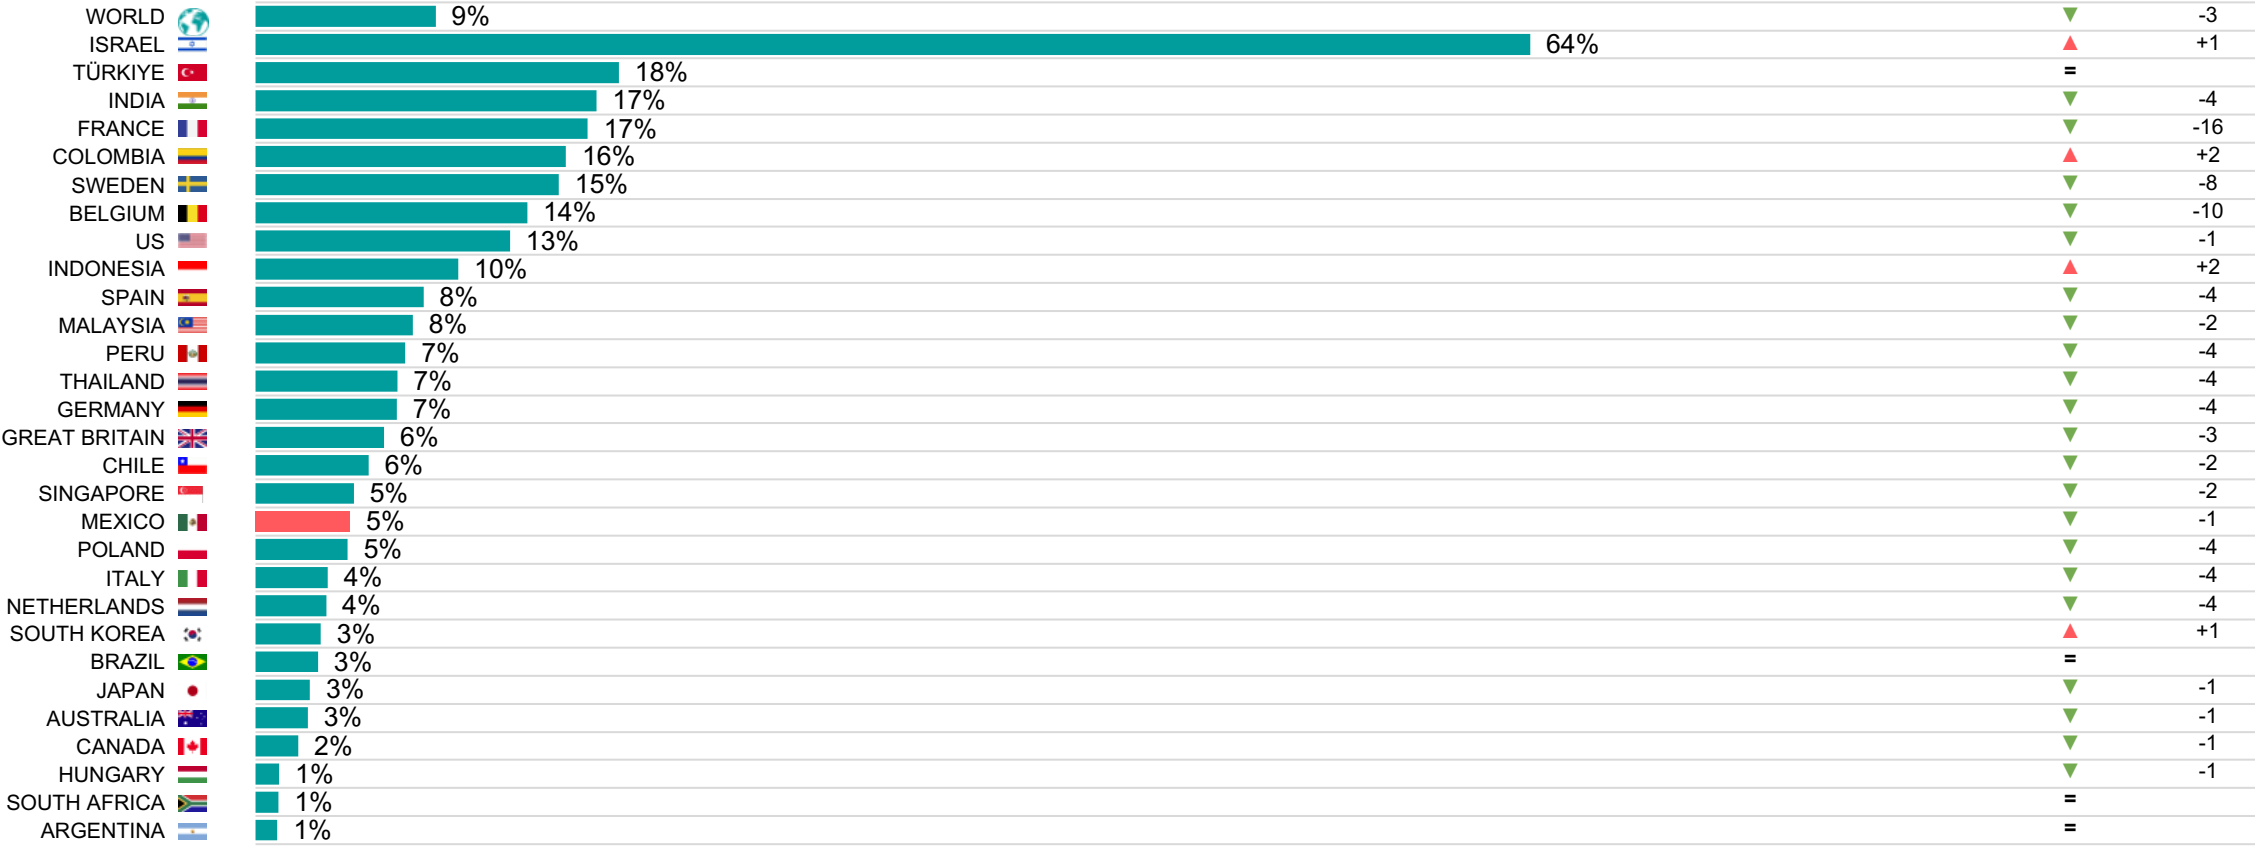 WORLD 9% ▼ -3
ISRAEL 64% ▲ +1
TÜRKIYE 18% =
INDIA 17% ▼ -4
FRANCE 17% ▼ -16
COLOMBIA 16% ▲ +2
SWEDEN 15% ▼ -8
BELGIUM 14% ▼ -10
US 13% ▼ -1
INDONESIA 10% ▲ +2
SPAIN 8% ▼ -4
MALAYSIA 8% ▼ -2
PERU 7% ▼ -4
THAILAND 7% ▼ -4
GERMANY 7% ▼ -4
GREAT BRITAIN 6% ▼ -3
CHILE 6% ▼ -2
SINGAPORE 5% ▼ -2
MEXICO 5% ▼ -1
POLAND 5% ▼ -4
ITALY 4% ▼ -4
NETHERLANDS 4% ▼ -4
SOUTH KOREA 3% ▲ +1
BRAZIL 3% =
JAPAN 3% ▼ -1
AUSTRALIA 3% ▼ -1
CANADA 2% ▼ -1
HUNGARY 1% ▼ -1
SOUTH AFRICA 1% =
ARGENTINA 1% =